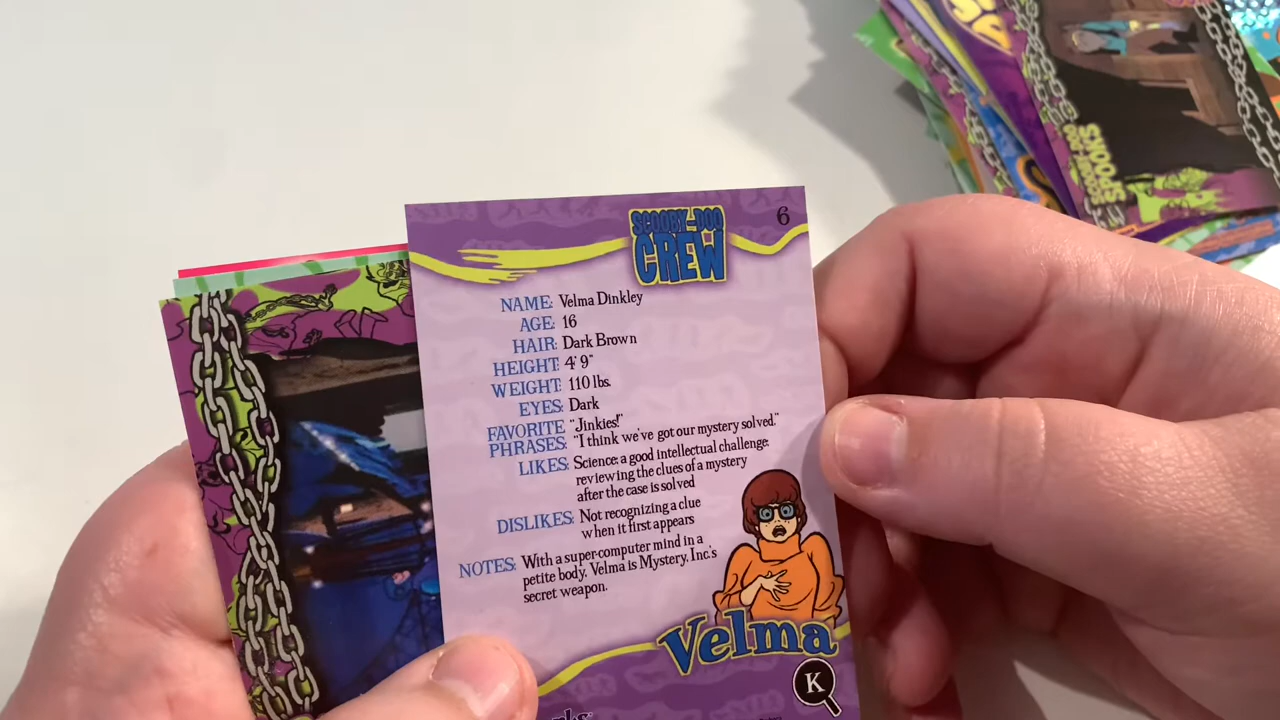 SCOOBY-DOO
CREW
6
NAME: Velma Dinkley
AGE: 16
HAIR: Dark Brown
HEIGHT: 4' 9"
WEIGHT: 110 lbs.
EYES: Dark
FAVORITE PHRASES: "Jinkies!"
"I think we've got our mystery solved."
LIKES: Science: a good intellectual challenge:
reviewing the clues of a mystery
after the case is solved
DISLIKES: Not recognizing a clue
when it first appears
NOTES: With a super-computer mind in a
petite body, Velma is Mystery, Inc.'s
secret weapon.
Velma
K
SCOOBY-DOO
SPOOKS